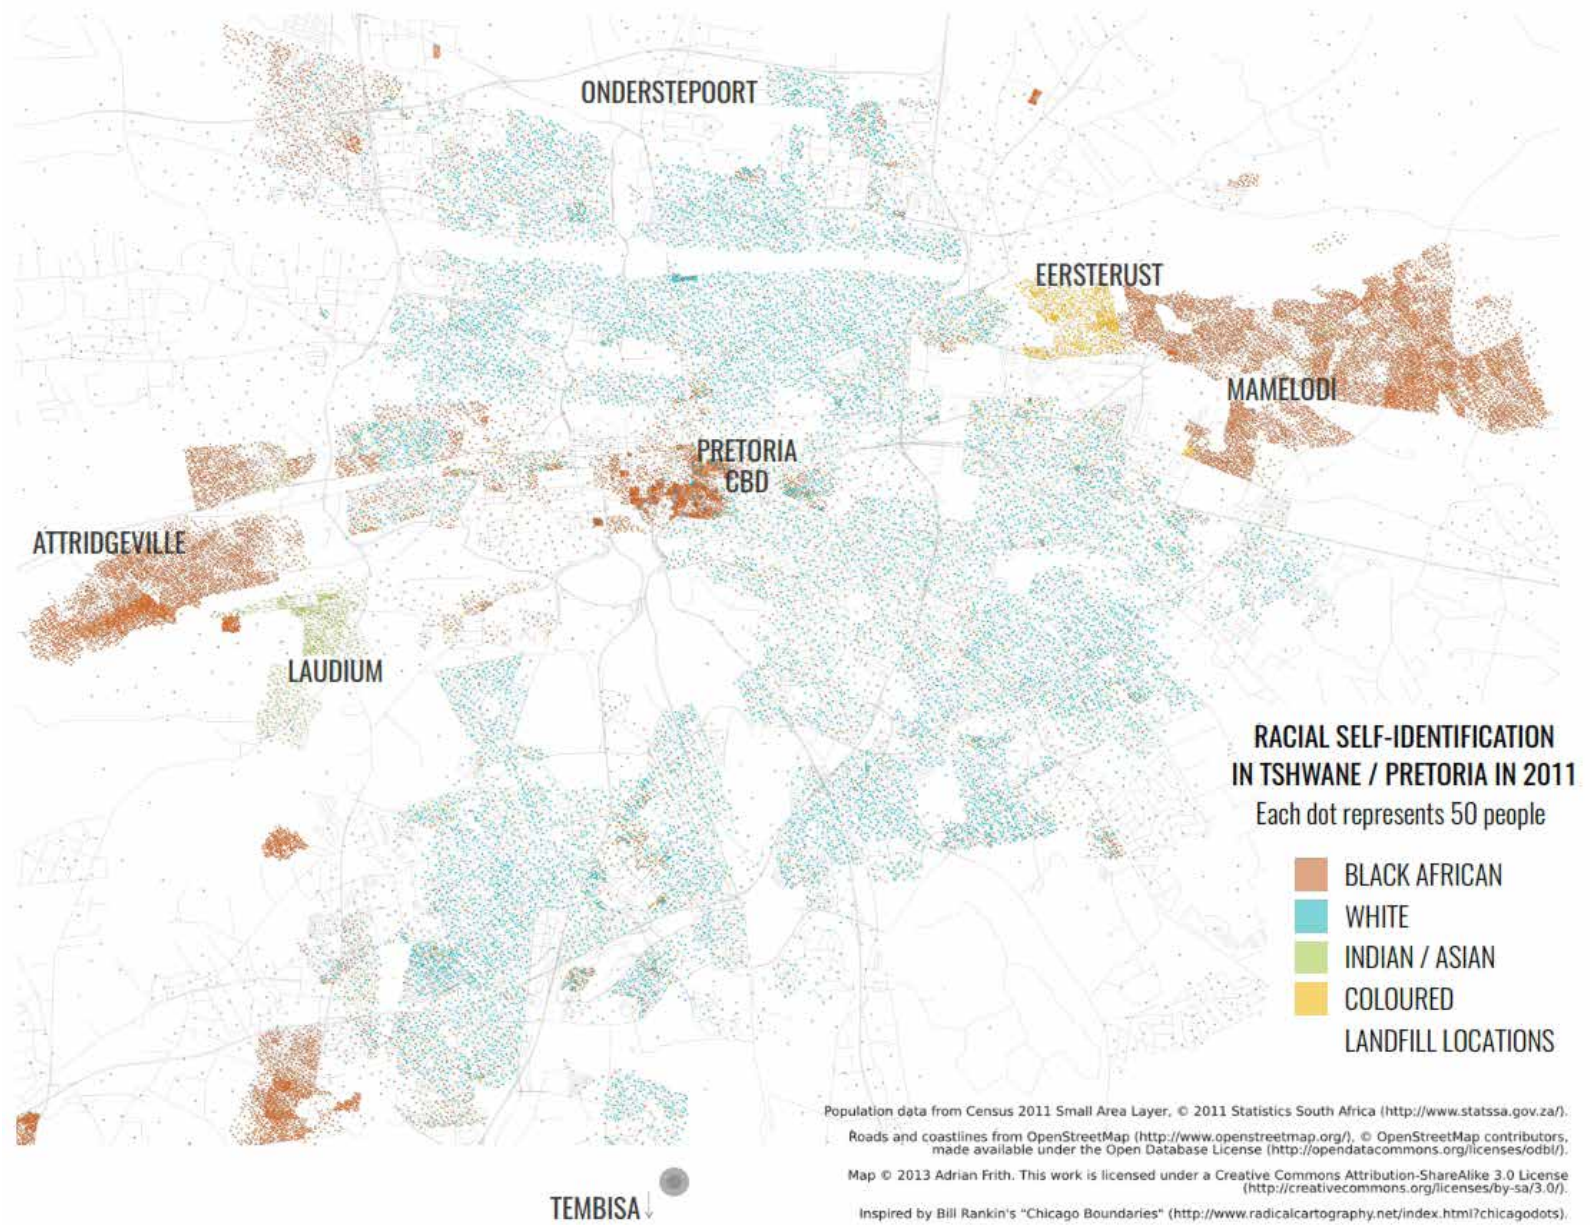 ONDERSTEPOORT
EERSTERUST
MAMELODI
PRETORIA
CBD
ATTRIDGEVILLE
LAUDIUM
RACIAL SELF-IDENTIFICATION
IN TSHWANE / PRETORIA IN 2011
Each dot represents 50 people
BLACK AFRICAN
WHITE
INDIAN / ASIAN
COLOURED
LANDFILL LOCATIONS
Population data from Census 2011 Small Area Layer, © 2011 Statistics South Africa (http://www.statssa.gov.za/).
Roads and coastlines from OpenStreetMap (http://www.openstreetmap.org/), © OpenStreetMap contributors,
made available under the Open Database License (http://opendatacommons.org/licenses/odbl/).
Map © 2013 Adrian Frith. This work is licensed under a Creative Commons Attribution-ShareAlike 3.0 License
(http://creativecommons.org/licenses/by-sa/3.0/).
Inspired by Bill Rankin's "Chicago Boundaries" (http://www.radicalcartography.net/index.html?chicagodots).
TEMBISA↓